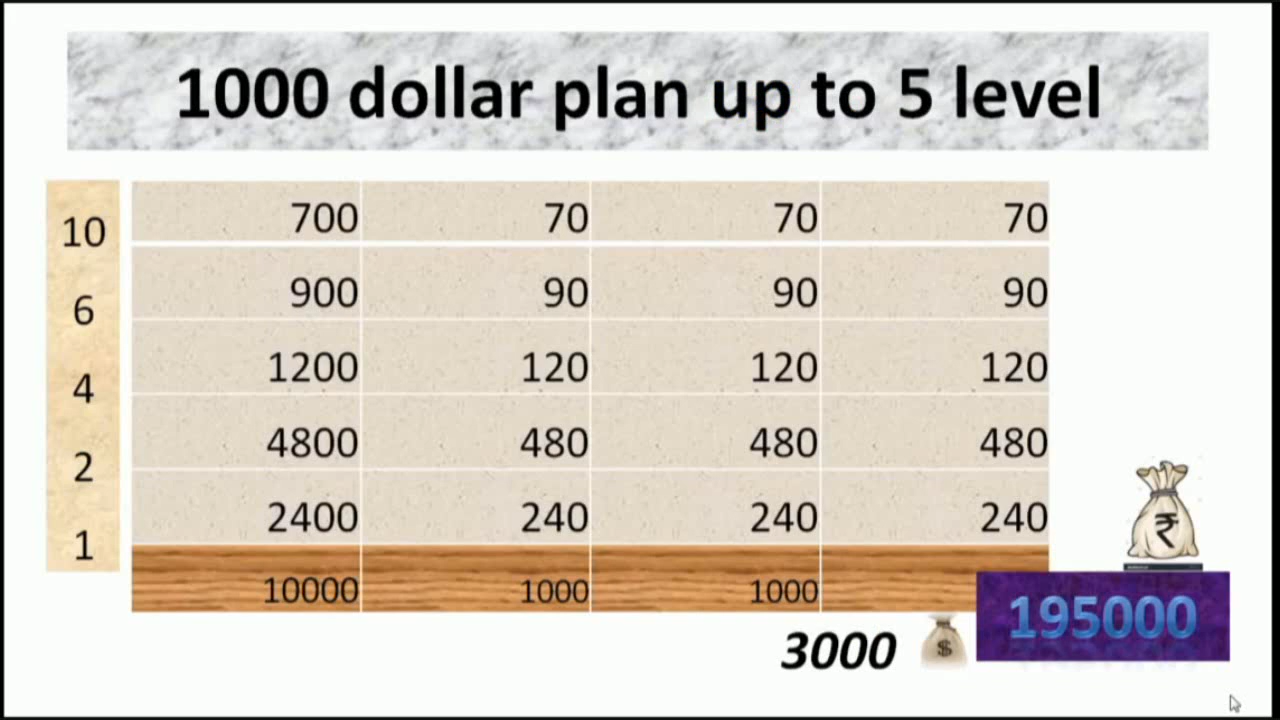 1000 dollar plan up to 5 level
10 700 70 70 70
6 900 90 90 90
4 1200 120 120 120
2 4800 480 480 480
1 2400 240 240 240
10000 1000 1000
₹
195000
3000 $